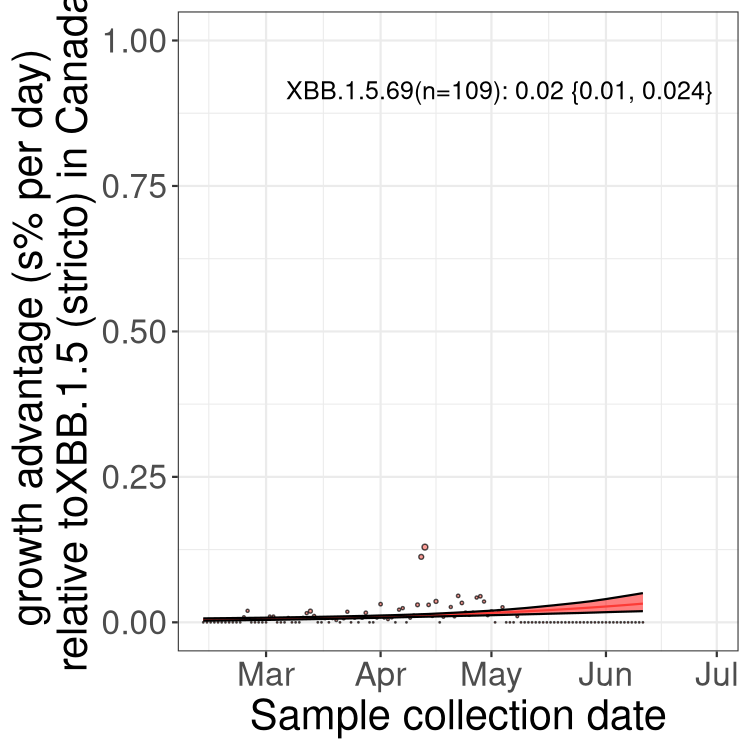 growth advantage (s% per day)
relative toXBB.1.5 (stricto) in Canada
1.00
0.75
0.50
0.25
0.00
XBB.1.5.69(n=109): 0.02 {0.01, 0.024}
Mar Apr May Jun Jul
Sample collection date